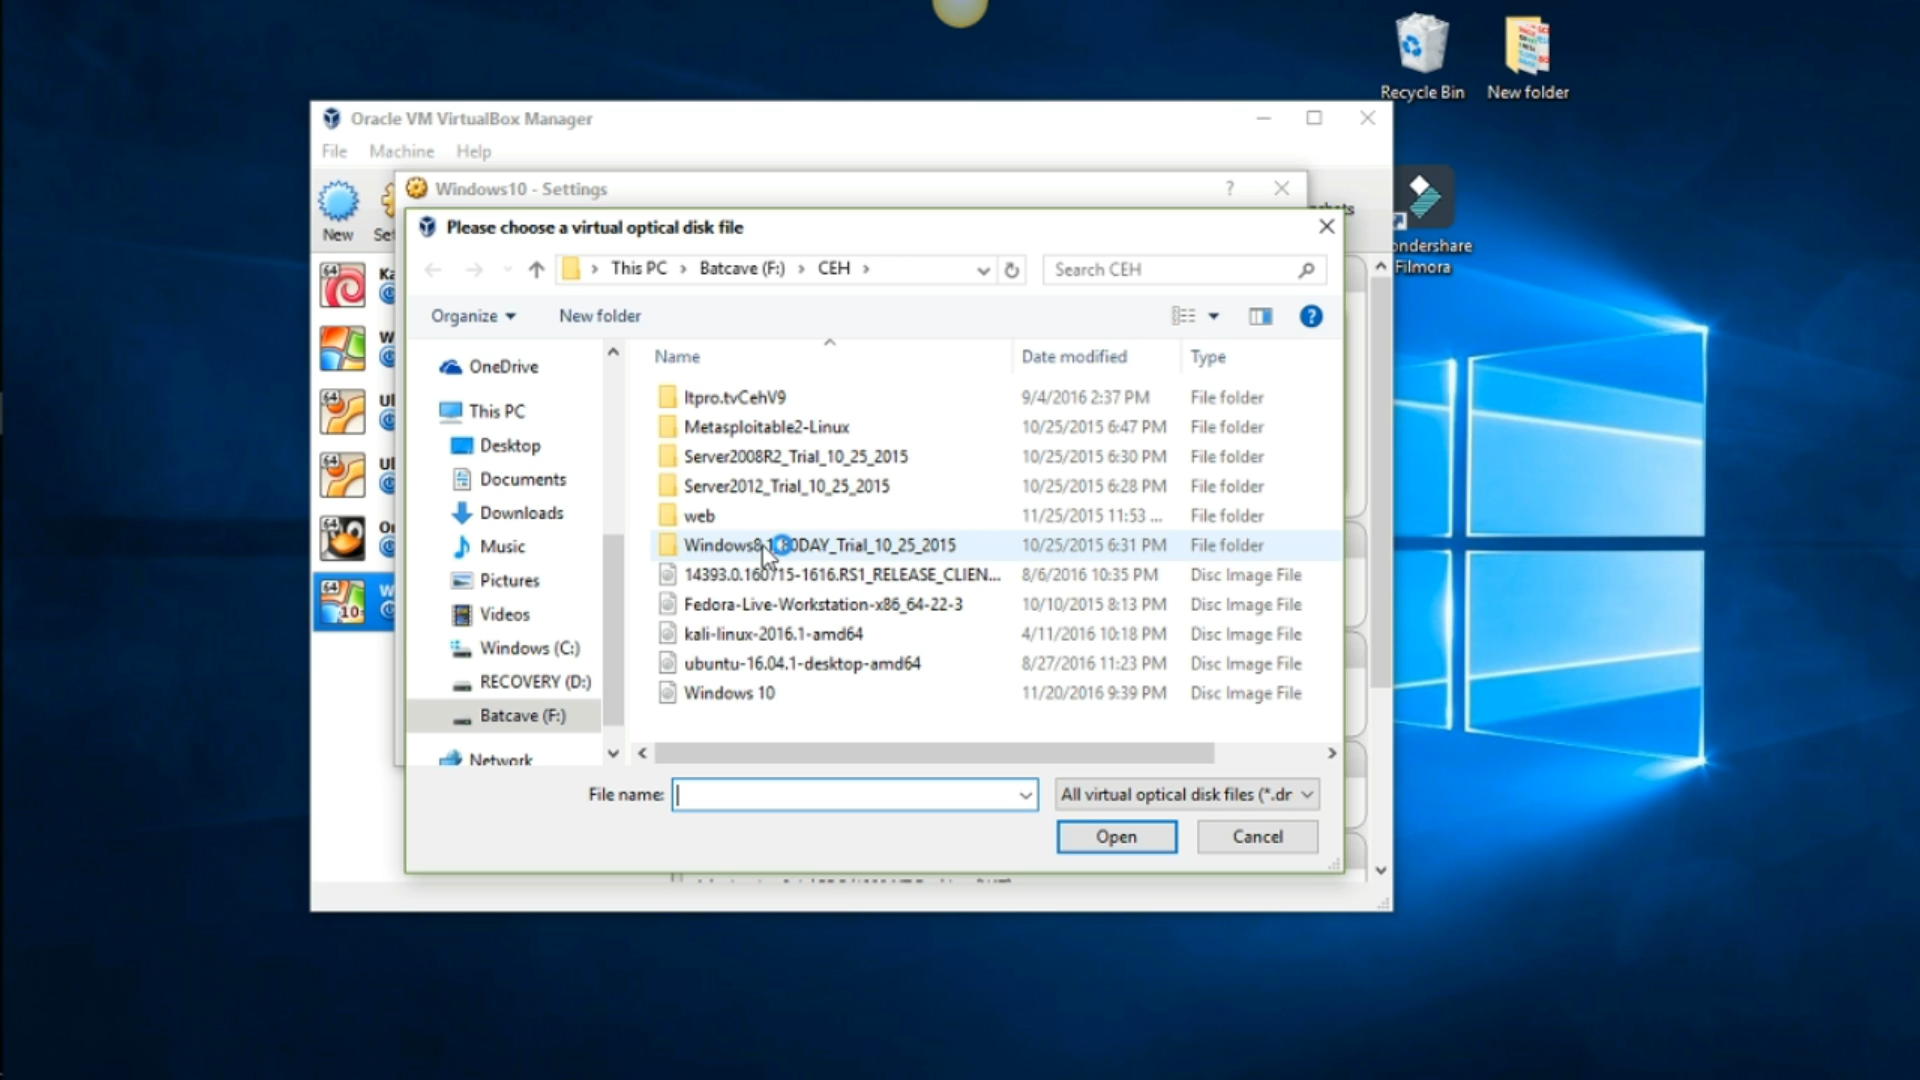 Recycle Bin
New folder
Oracle VM VirtualBox Manager
File Machine Help
Windows10 - Settings
?
New
Please choose a virtual optical disk file
This PC > Batcave (F:) > CEH >
Search CEH
ondershare
Filmora
Organize
New folder
Name Date modified Type
OneDrive
This PC
Desktop
Documents
Downloads
Music
Pictures
Videos
Windows (C:)
RECOVERY (D:)
Batcave (F:)
Network
Itpro.tvCehV9 9/4/2016 2:37 PM File folder
Metasploitable2-Linux 10/25/2015 6:47 PM File folder
Server2008R2_Trial_10_25_2015 10/25/2015 6:30 PM File folder
Server2012_Trial_10_25_2015 10/25/2015 6:28 PM File folder
web 11/25/2015 11:53 ... File folder
10/25/2015 6:31 PM File folder
14393.0.160715-1616.RS1_RELEASE_CLIEN... 8/6/2016 10:35 PM Disc Image File
Fedora-Live-Workstation-x86_64-22-3 10/10/2015 8:13 PM Disc Image File
kali-linux-2016.1-amd64 4/11/2016 10:18 PM Disc Image File
ubuntu-16.04.1-desktop-amd64 8/27/2016 11:23 PM Disc Image File
Windows 10 11/20/2016 9:39 PM Disc Image File
File name:
All virtual optical disk files (*.dr
Open
Cancel